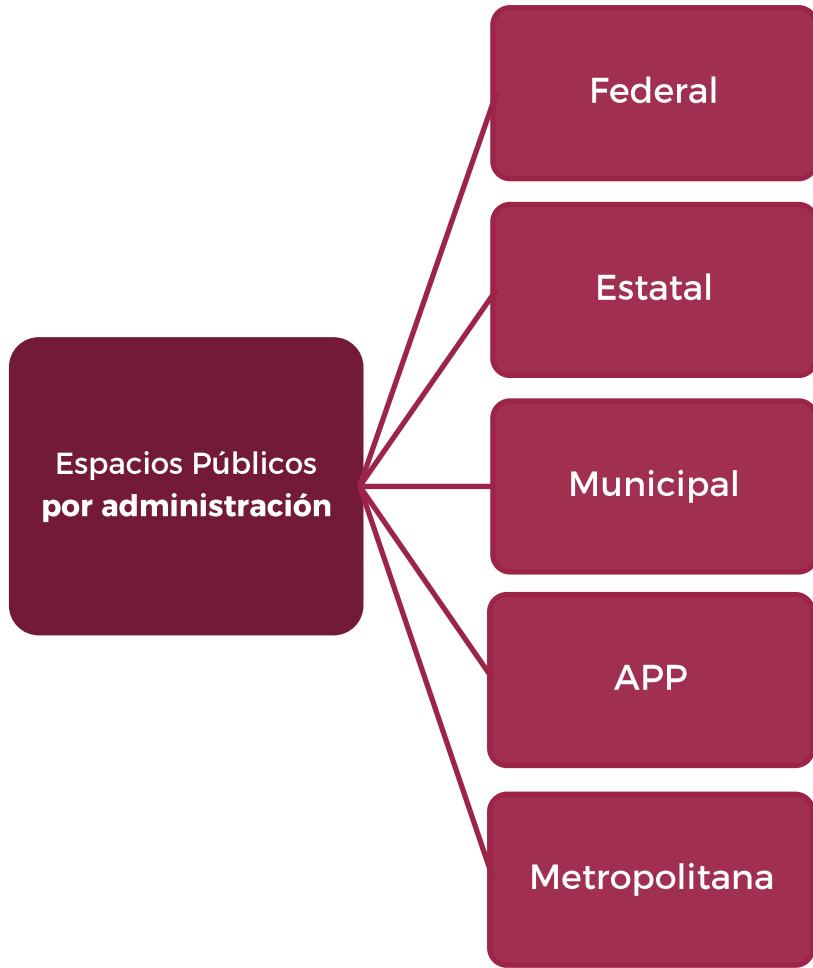 Espacios Públicos
por administración
Federal
Estatal
Municipal
APP
Metropolitana